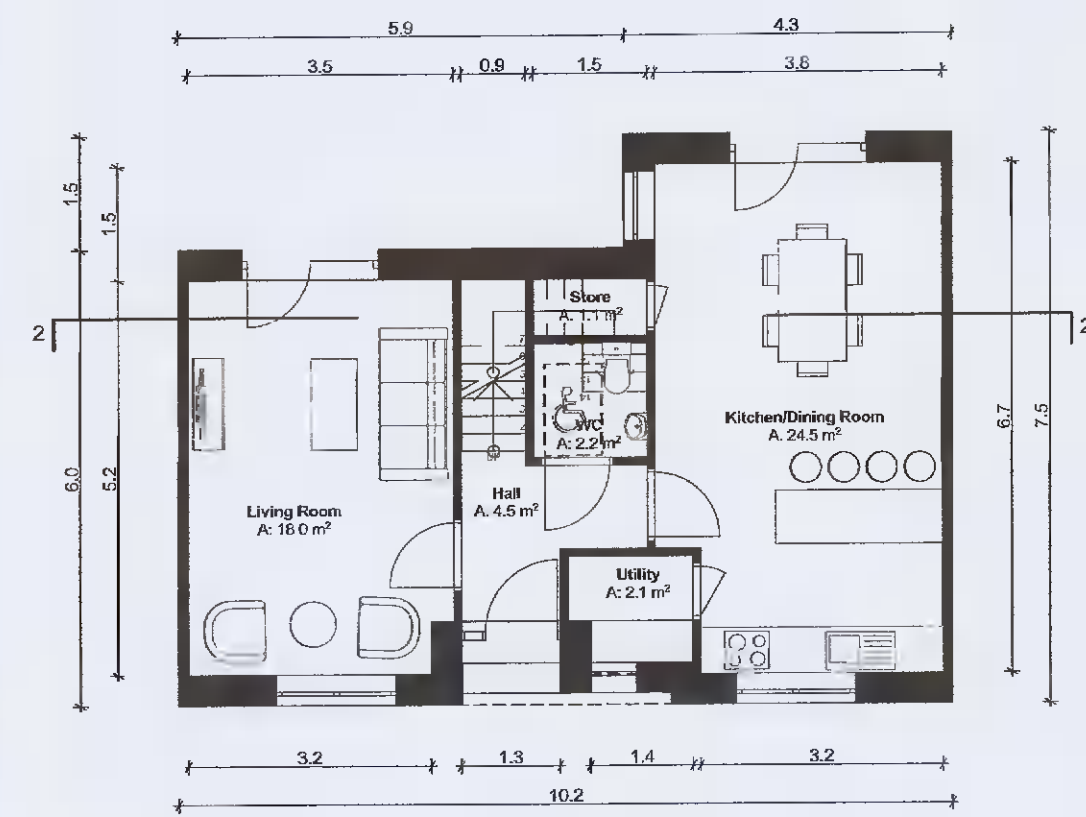 5.9
4.3
3.5
0.9
1.5
3.8
1.5
1.5
Store
A. 1.1 m²
2
2
WC
A: 2.2 m²
Kitchen/Dining Room
A. 24.5 m²
6.7
7.5
6.0
5.2
Hall
A. 4.5 m²
Living Room
A: 18 0 m²
Utility
A: 2.1 m²
3.2
1.3
1.4
3.2
10.2